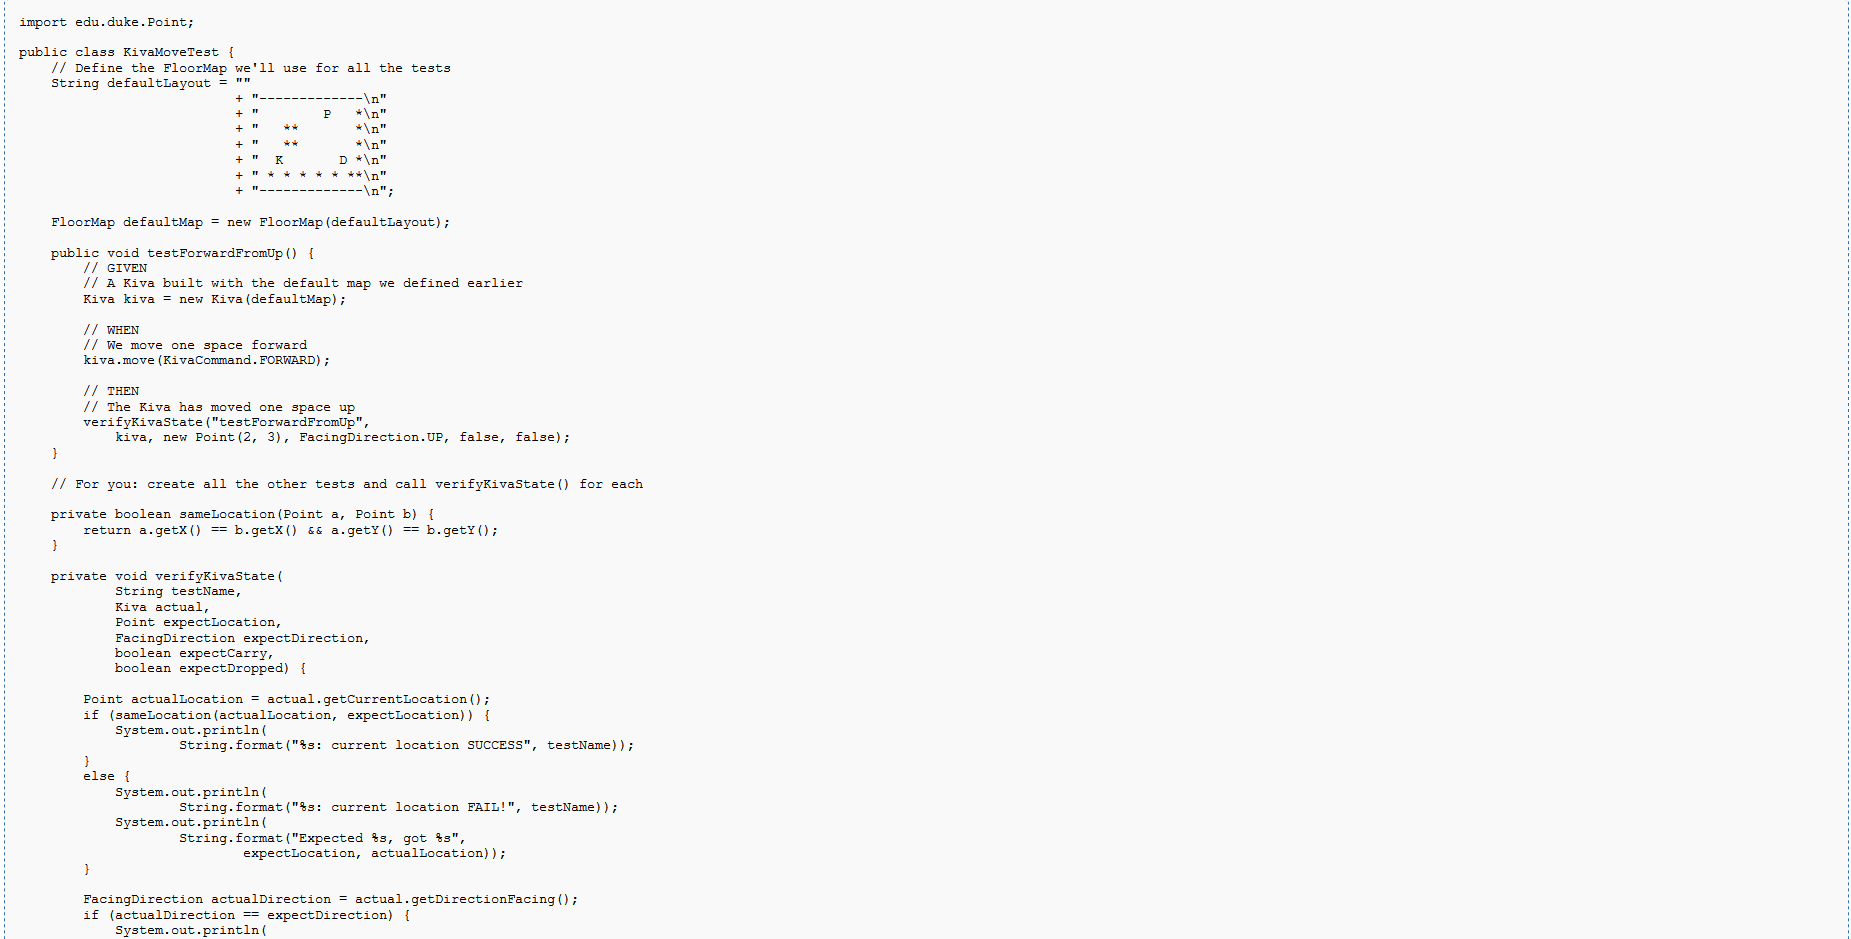 import edu.duke.Point;

public class KivaMoveTest {
    // Define the FloorMap we'll use for all the tests
    String defaultLayout = ""
                           + "-------------\n"
                           + "        P   *\n"
                           + "   **       *\n"
                           + "   **       *\n"
                           + "  K       D *\n"
                           + " * * * * * **\n"
                           + "-------------\n";

    FloorMap defaultMap = new FloorMap(defaultLayout);

    public void testForwardFromUp() {
        // GIVEN
        // A Kiva built with the default map we defined earlier
        Kiva kiva = new Kiva(defaultMap);

        // WHEN
        // We move one space forward
        kiva.move(KivaCommand.FORWARD);

        // THEN
        // The Kiva has moved one space up
        verifyKivaState("testForwardFromUp",
            kiva, new Point(2, 3), FacingDirection.UP, false, false);
    }

    // For you: create all the other tests and call verifyKivaState() for each

    private boolean sameLocation(Point a, Point b) {
        return a.getX() == b.getX() && a.getY() == b.getY();
    }

    private void verifyKivaState(
            String testName,
            Kiva actual,
            Point expectLocation,
            FacingDirection expectDirection,
            boolean expectCarry,
            boolean expectDropped) {

        Point actualLocation = actual.getCurrentLocation();
        if (sameLocation(actualLocation, expectLocation)) {
            System.out.println(
                    String.format("%s: current location SUCCESS", testName));
        }
        else {
            System.out.println(
                    String.format("%s: current location FAIL!", testName));
            System.out.println(
                    String.format("Expected %s, got %s",
                            expectLocation, actualLocation));
        }

        FacingDirection actualDirection = actual.getDirectionFacing();
        if (actualDirection == expectDirection) {
            System.out.println(